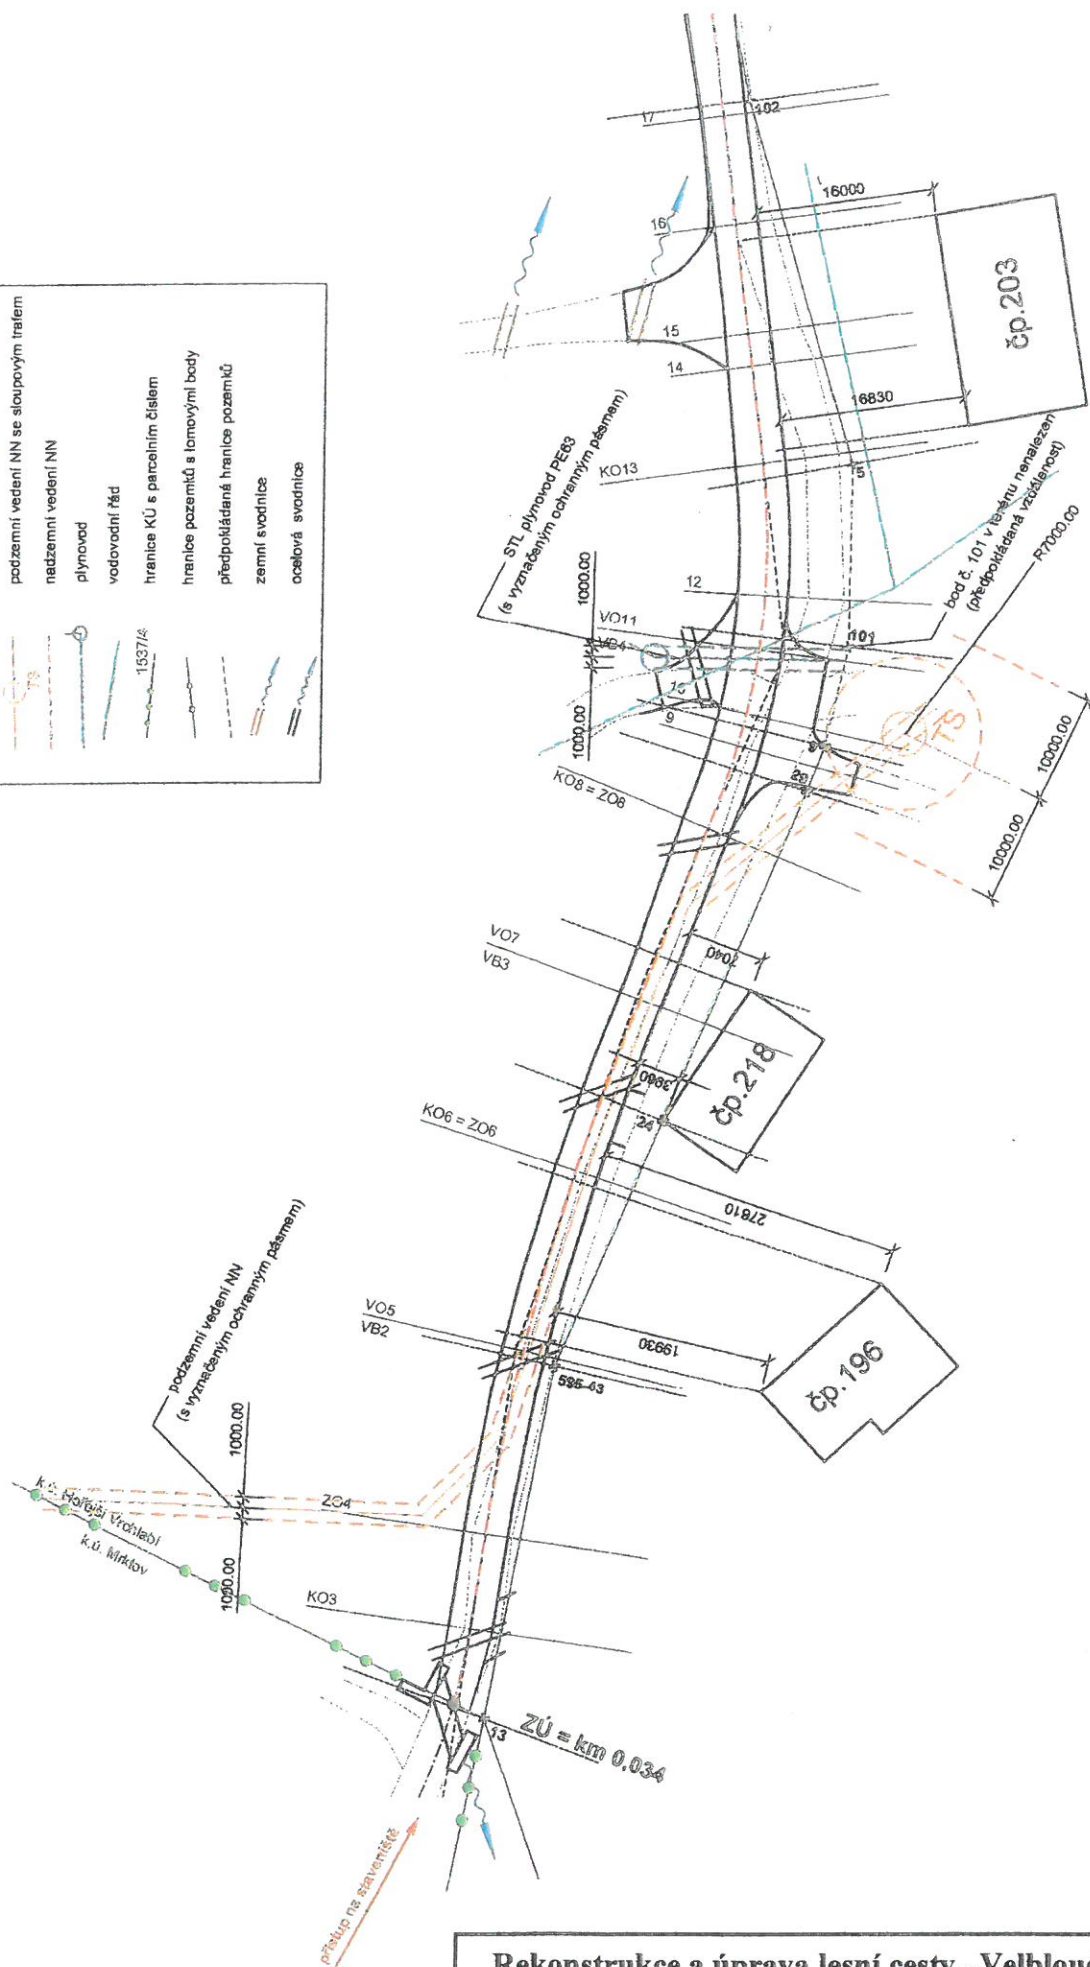 podzemní vedení NN se sloupovým trafem
TS
nadzemní vedení NN
plynovod
vodovodní řád
hranice KÚ s parcelním číslem
1537/4
hranice pozemků s lomovými body
předpokládaná hranice pozemků
zemní svodnice
ocelová svodnice
17
102
16
16000
15
14
čp.203
16830
KO13
5
STL plynovod PE63
(s vyznačeným ochranným pásmem)
1000.00
1000.00
12
VO11
VB4
101
bod č. 101 v terénu nenalezen
(předpokládaná vzdálenost)
R7000.00
9
TS
KO8 = ZO8
10000.00
10000.00
VO7
VB3
7040
3960
24
čp.218
KO6 = ZO6
27810
VO5
VB2
19930
595-43
čp.196
podzemní vedení NN
(s vyznačeným ochranným pásmem)
1000.00
1000.00
ZO4
k.ú. Hořejší Vrchlabí
k.ú. Mrklov
KO3
13
ZÚ = km 0,034
přístup na staveniště
Rekonstrukce a úprava lesní cesty